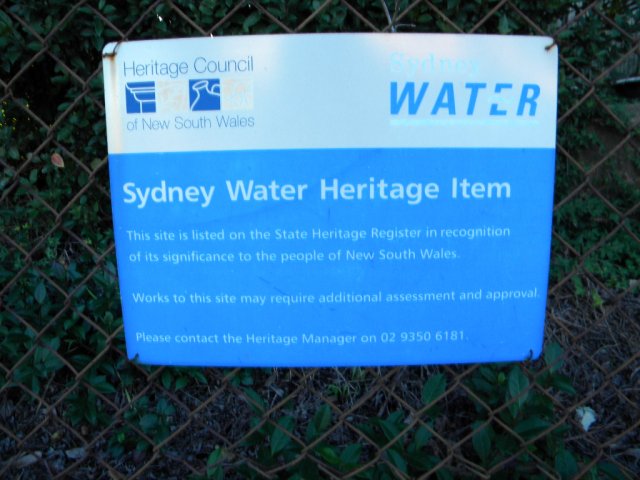 Heritage Council
of New South Wales
Sydney
WATER
Sydney Water Heritage Item
This site is listed on the State Heritage Register in recognition
of its significance to the people of New South Wales.
Works to this site may require additional assessment and approval.
Please contact the Heritage Manager on 02 9350 6181.